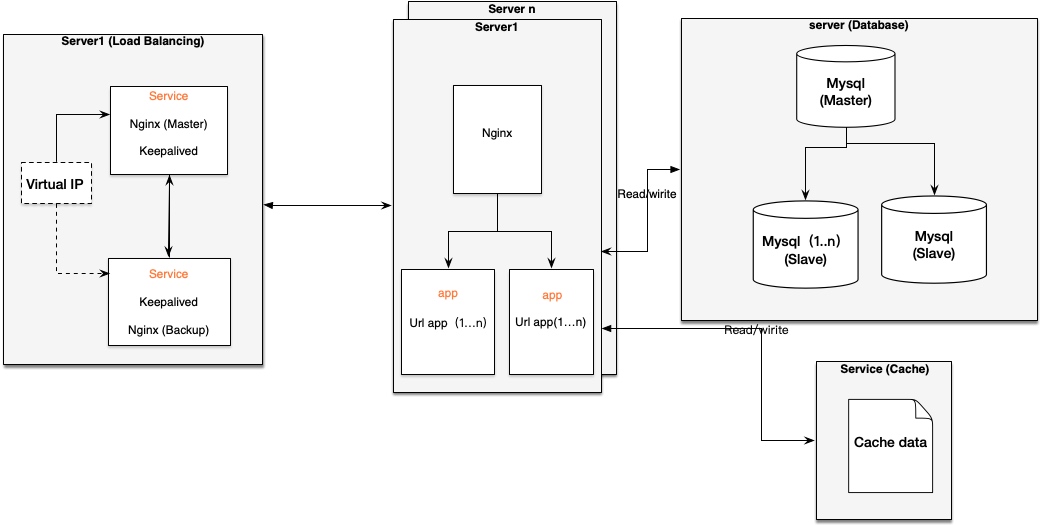 Server1 (Load Balancing)
Service
Nginx (Master)
Keepalived
Virtual IP
Service
Keepalived
Nginx (Backup)
Server n
Server1
Nginx
app
Url app（1...n）
app
Url app(1...n)
Read/wirite
server (Database)
Mysql
(Master)
Mysql（1..n）
(Slave)
Mysql
(Slave)
Read/wirite
Service (Cache)
Cache data